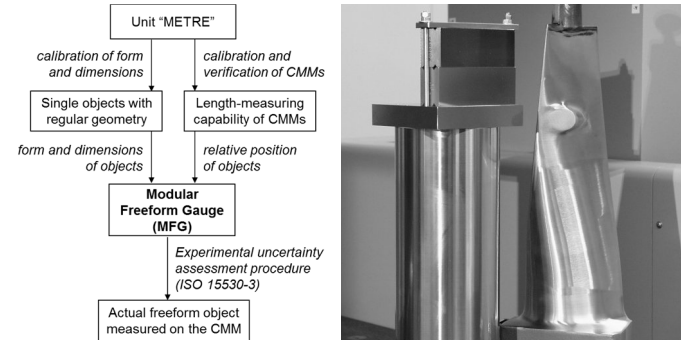 Unit “METRE”
calibration of form
and dimensions
calibration and
verification of CMMs
Single objects with
regular geometry
Length-measuring
capability of CMMs
form and dimensions
of objects
relative position
of objects
Modular
Freeform Gauge
(MFG)
Experimental uncertainty
assessment procedure
(ISO 15530-3)
Actual freeform object
measured on the CMM